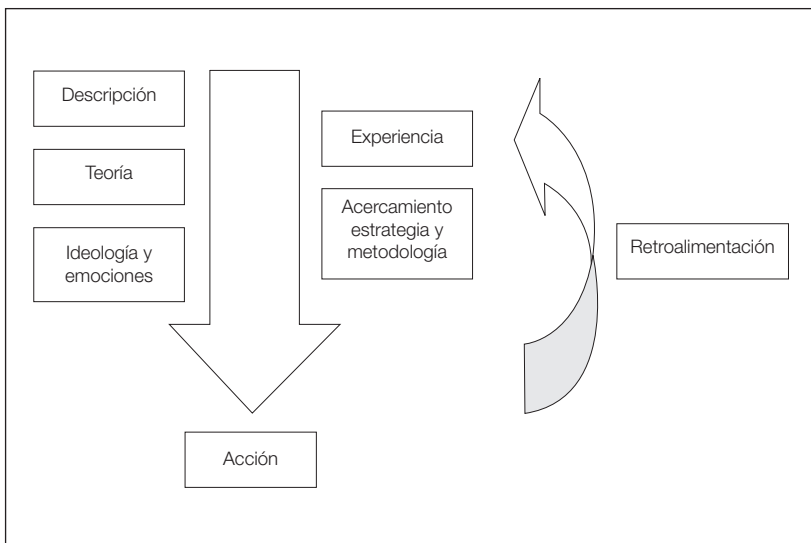 Descripción
Teoría
Ideología y
emociones
Experiencia
Acercamiento
estrategia y
metodología
Retroalimentación
Acción